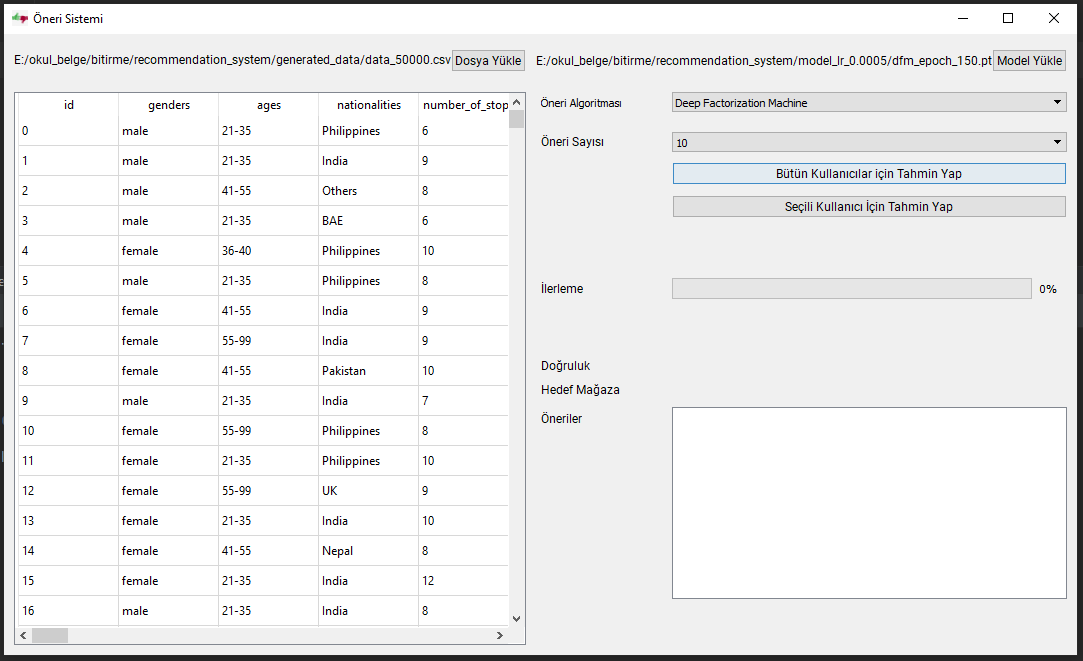 Öneri Sistemi
E:/okul_belge/bitirme/recommendation_system/generated_data/data_50000.csv Dosya Yükle
E:/okul_belge/bitirme/recommendation_system/model_lr_0.0005/dfm_epoch_150.pt Model Yükle
id genders ages nationalities number_of_stop
0 male 21-35 Philippines 6
1 male 21-35 India 9
2 male 41-55 Others 8
3 male 21-35 BAE 6
4 female 36-40 Philippines 10
5 male 21-35 Philippines 8
6 female 41-55 India 9
7 female 55-99 India 9
8 female 41-55 Pakistan 10
9 male 21-35 India 7
10 female 55-99 Philippines 8
11 female 21-35 Philippines 10
12 female 55-99 UK 9
13 female 21-35 India 10
14 female 41-55 Nepal 8
15 female 21-35 India 12
16 male 21-35 India 8
Öneri Algoritması Deep Factorization Machine
Öneri Sayısı 10
Bütün Kullanıcılar için Tahmin Yap
Seçili Kullanıcı İçin Tahmin Yap
İlerleme 0%
Doğruluk
Hedef Mağaza
Öneriler